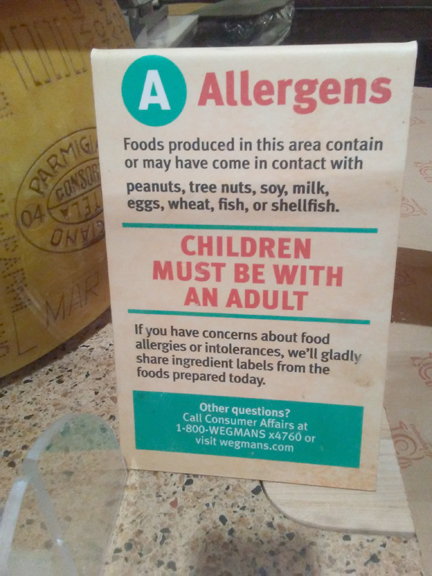 A Allergens
Foods produced in this area contain
or may have come in contact with
peanuts, tree nuts, soy, milk,
eggs, wheat, fish, or shellfish.
CHILDREN
MUST BE WITH
AN ADULT
If you have concerns about food
allergies or intolerances, we'll gladly
share ingredient labels from the
foods prepared today.
Other questions?
Call Consumer Affairs at
1-800-WEGMANS x4760 or
visit wegmans.com
PARMIGI
CONSOR
TELA
04